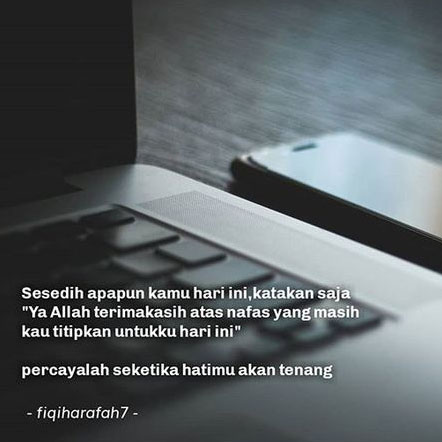 Sesedih apapun kamu hari ini,katakan saja
"Ya Allah terimakasih atas nafas yang masih
kau titipkan untukku hari ini"
percayalah seketika hatimu akan tenang
- fiqiharafah7 -